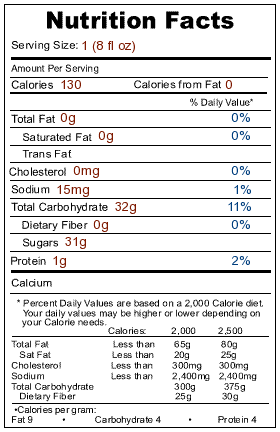 Nutrition Facts
Serving Size: 1 (8 fl oz)
Amount Per Serving
Calories 130 Calories from Fat 0
% Daily Value*
Total Fat 0g 0%
Saturated Fat 0g 0%
Trans Fat
Cholesterol 0mg 0%
Sodium 15mg 1%
Total Carbohydrate 32g 11%
Dietary Fiber 0g 0%
Sugars 31g
Protein 1g 2%
Calcium
* Percent Daily Values are based on a 2,000 Calorie diet.
Your daily values may be higher or lower depending on
your Calorie needs.
Calories: 2,000 2,500
Total Fat Less than 65g 80g
Sat Fat Less than 20g 25g
Cholesterol Less than 300mg 300mg
Sodium Less than 2,400mg 2,400mg
Total Carbohydrate 300g 375g
Dietary Fiber 25g 30g
•Calories per gram:
Fat 9 • Carbohydrate 4 • Protein 4